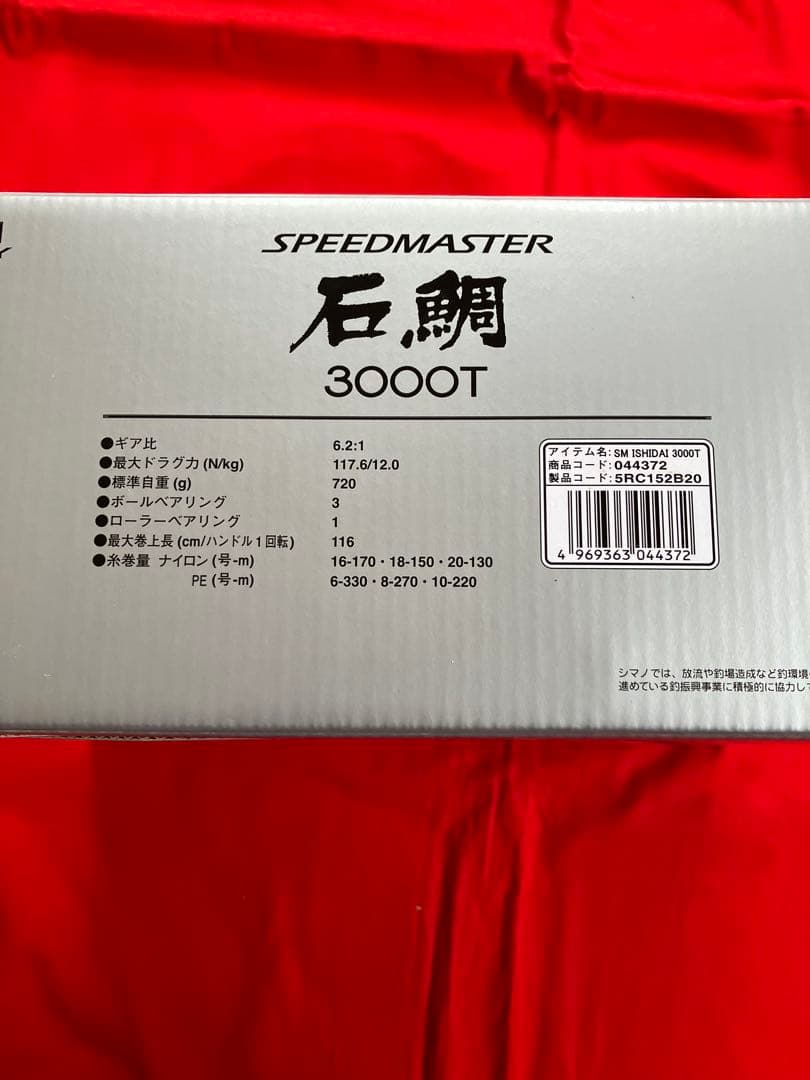 SPEEDMASTER
石鯛
3000T
●ギア比 6.2:1
●最大ドラグ力(N/kg) 117.6/12.0
●標準自重(g) 720
●ボールベアリング 3
●ローラーベアリング 1
●最大巻上長(cm/ハンドル1回転) 116
●糸巻量 ナイロン(号-m) 16-170・18-150・20-130
PE(号-m) 6-330・8-270・10-220
アイテム名: SM ISHIDAI 3000T
商品コード: 044372
製品コード: 5RC152B20
4 969363 044372
シマノでは、放流や釣場造成など釣環境
進めている釣振興事業に積極的に協力して